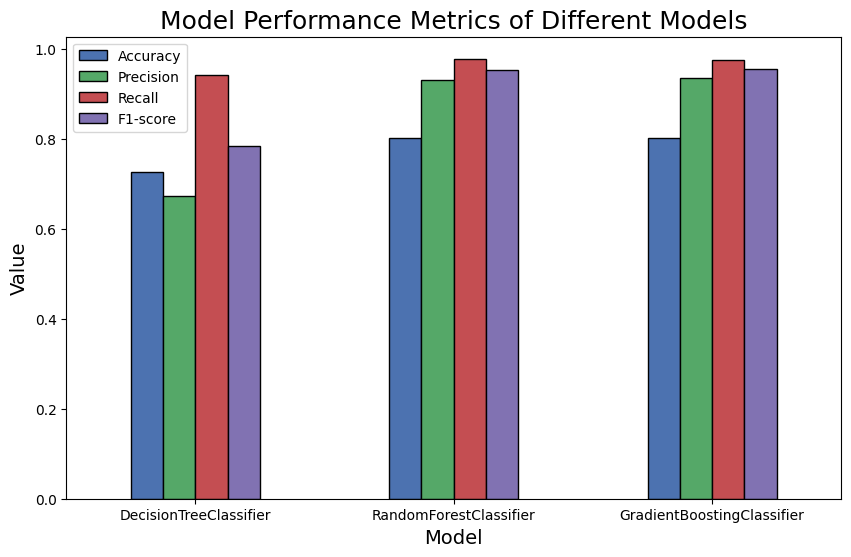 Model Performance Metrics of Different Models
1.0
0.8
0.6
0.4
0.2
0.0
Value
Accuracy
Precision
Recall
F1-score
DecisionTreeClassifier
RandomForestClassifier
GradientBoostingClassifier
Model